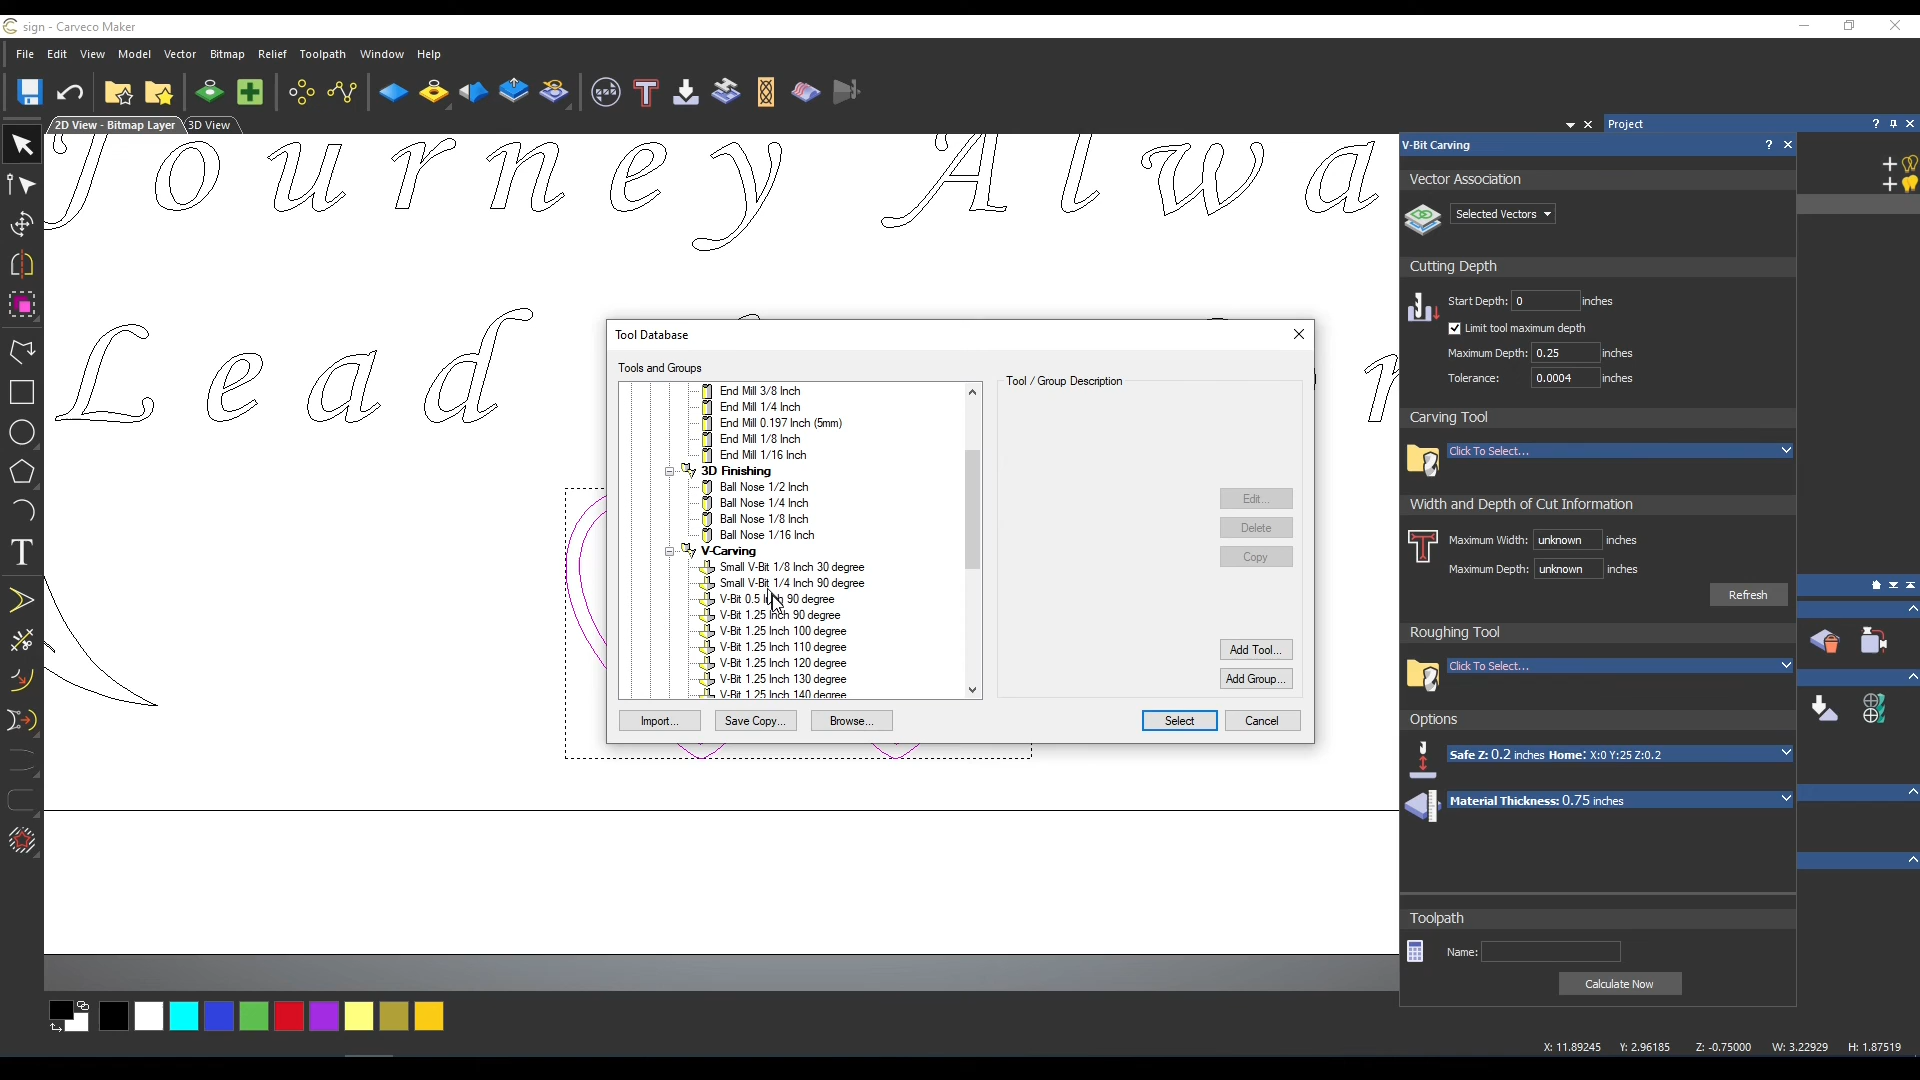 sign - Carveco Maker
File Edit View Model Vector Bitmap Relief Toolpath Window Help
2D View - Bitmap Layer 3D View
Project
Journey Alwa
Lead
V-Bit Carving
Vector Association
Selected Vectors
Cutting Depth
Start Depth: 0 inches
Limit tool maximum depth
Maximum Depth: 0.25 inches
Tolerance: 0.0004 inches
Carving Tool
Click To Select...
Width and Depth of Cut Information
Maximum Width: unknown inches
Maximum Depth: unknown inches
Refresh
Roughing Tool
Click To Select...
Options
Safe Z: 0.2 inches Home: X:0 Y:25 Z:0.2
Material Thickness: 0.75 inches
Toolpath
Name:
Calculate Now
Tool Database
Tools and Groups
Tool / Group Description
End Mill 3/8 Inch
End Mill 1/4 Inch
End Mill 0.197 Inch (5mm)
End Mill 1/8 Inch
End Mill 1/16 Inch
3D Finishing
Ball Nose 1/2 Inch
Ball Nose 1/4 Inch
Ball Nose 1/8 Inch
Ball Nose 1/16 Inch
V-Carving
Small V-Bit 1/8 Inch 30 degree
Small V-Bit 1/4 Inch 90 degree
V-Bit 0.5 Inch 90 degree
V-Bit 1.25 Inch 90 degree
V-Bit 1.25 Inch 100 degree
V-Bit 1.25 Inch 110 degree
V-Bit 1.25 Inch 120 degree
V-Bit 1.25 Inch 130 degree
V-Bit 1.25 Inch 140 degree
Edit...
Delete
Copy
Add Tool...
Add Group...
Import... Save Copy... Browse... Select Cancel
X: 11.89245 Y: 2.96185 Z: -0.75000 W: 3.22929 H: 1.87519